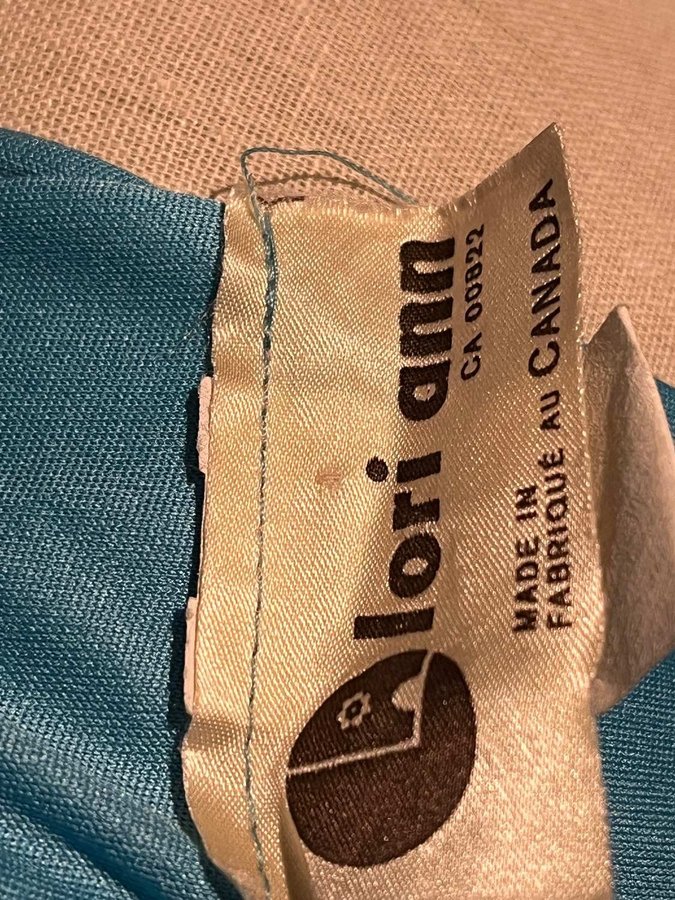 lori ann
CA 00822
MADE IN
FABRIQUÉ AU CANADA